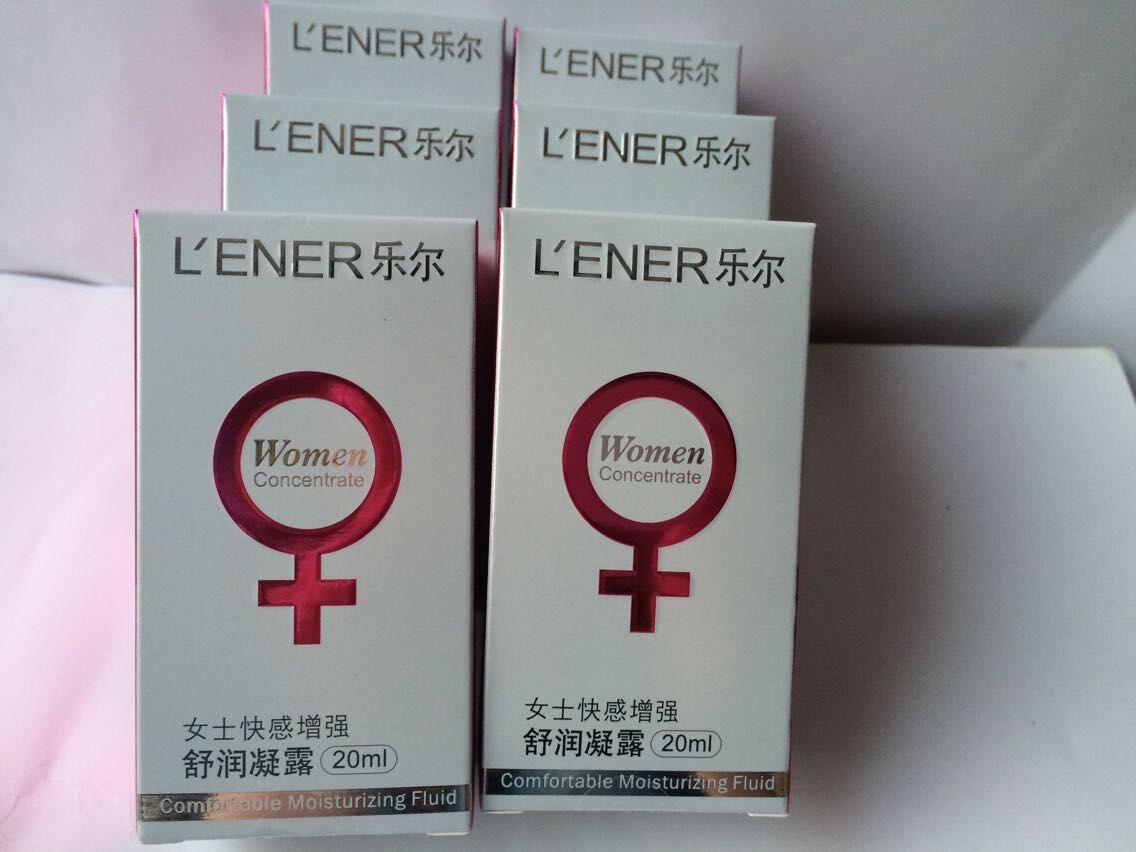 L'ENER乐尔
L'ENER乐尔
L'ENER乐尔
L'ENER乐尔
L'ENER乐尔
Women
Concentrate
女士快感增强
舒润凝露 20ml
Comfortable Moisturizing Fluid
L'ENER乐尔
Women
Concentrate
女士快感增强
舒润凝露 20ml
Comfortable Moisturizing Fluid